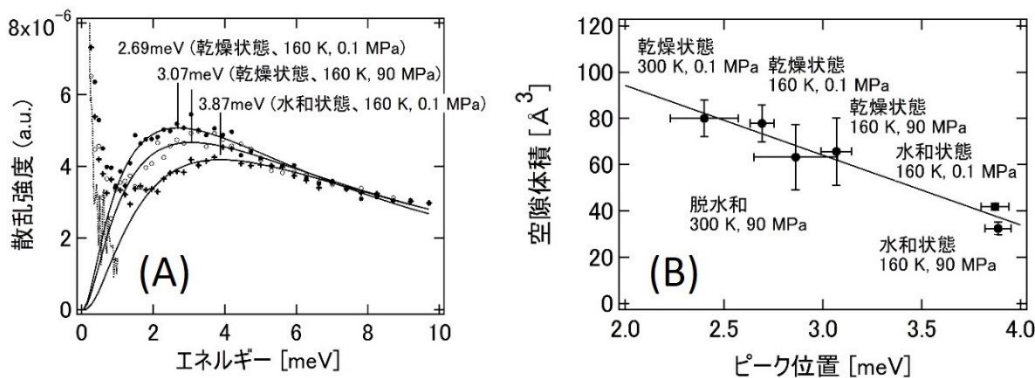 8x10⁻⁶
6
4
2
0
散乱強度 (a.u.)
2.69meV (乾燥状態、160 K, 0.1 MPa)
3.07meV (乾燥状態、160 K, 90 MPa)
3.87meV (水和状態、160 K, 0.1 MPa)
(A)
0 2 4 6 8 10
エネルギー [meV]
120
100
80
60
40
20
0
空隙体積 [Å³]
乾燥状態
300 K, 0.1 MPa
乾燥状態
160 K, 0.1 MPa
乾燥状態
160 K, 90 MPa
水和状態
160 K, 0.1 MPa
脱水和
300 K, 90 MPa
水和状態
160 K, 90 MPa
(B)
2.0 2.5 3.0 3.5 4.0
ピーク位置 [meV]